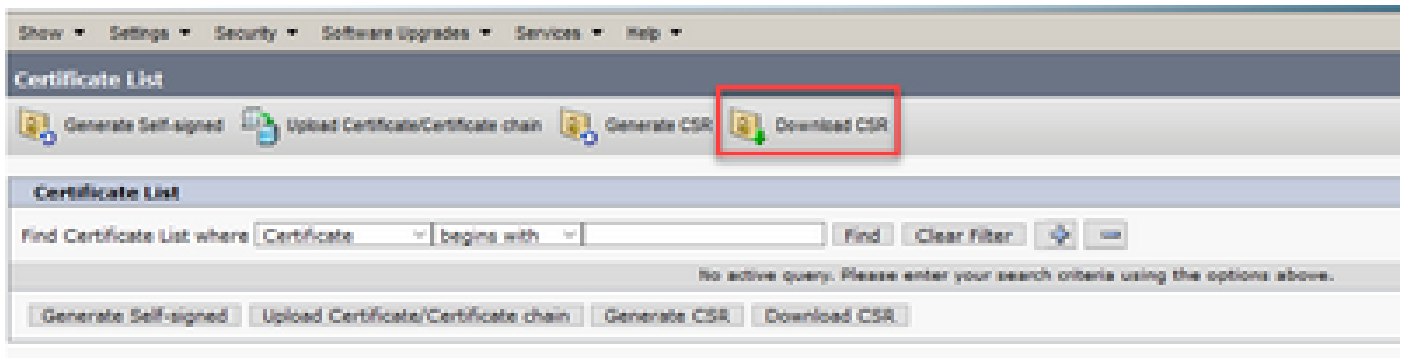 Show Settings Security Software Upgrades Services Help
Certificate List
Generate Self-signed Upload Certificate/Certificate chain Generate CSR Download CSR
Certificate List
Find Certificate List where Certificate begins with Find Clear Filter
No active query. Please enter your search criteria using the options above.
Generate Self-signed Upload Certificate/Certificate chain Generate CSR Download CSR